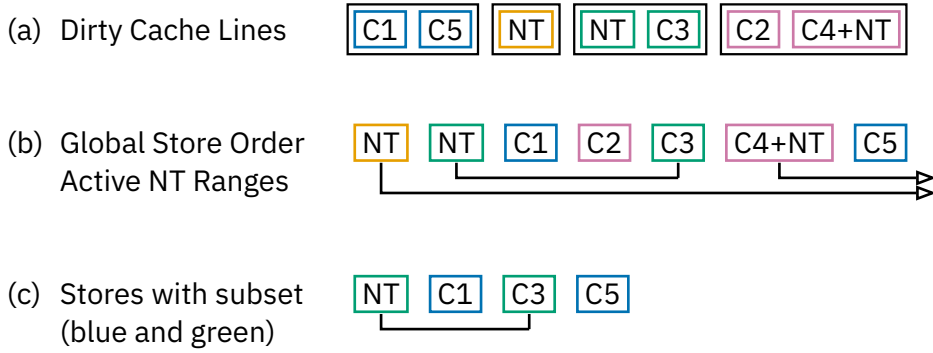 (a) Dirty Cache Lines C1 C5 NT NT C3 C2 C4+NT
(b) Global Store Order NT NT C1 C2 C3 C4+NT C5
Active NT Ranges
(c) Stores with subset NT C1 C3 C5
(blue and green)